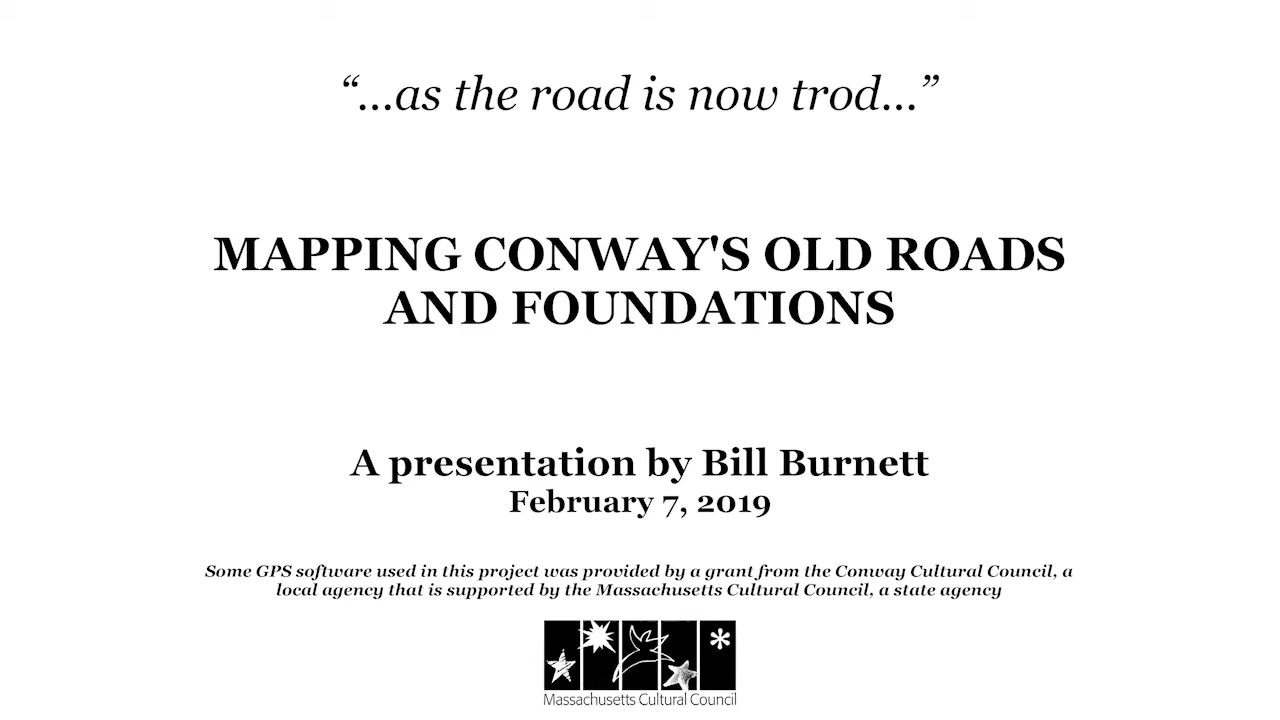 “...as the road is now trod...”
MAPPING CONWAY'S OLD ROADS
AND FOUNDATIONS
A presentation by Bill Burnett
February 7, 2019
Some GPS software used in this project was provided by a grant from the Conway Cultural Council, a
local agency that is supported by the Massachusetts Cultural Council, a state agency
Massachusetts Cultural Council